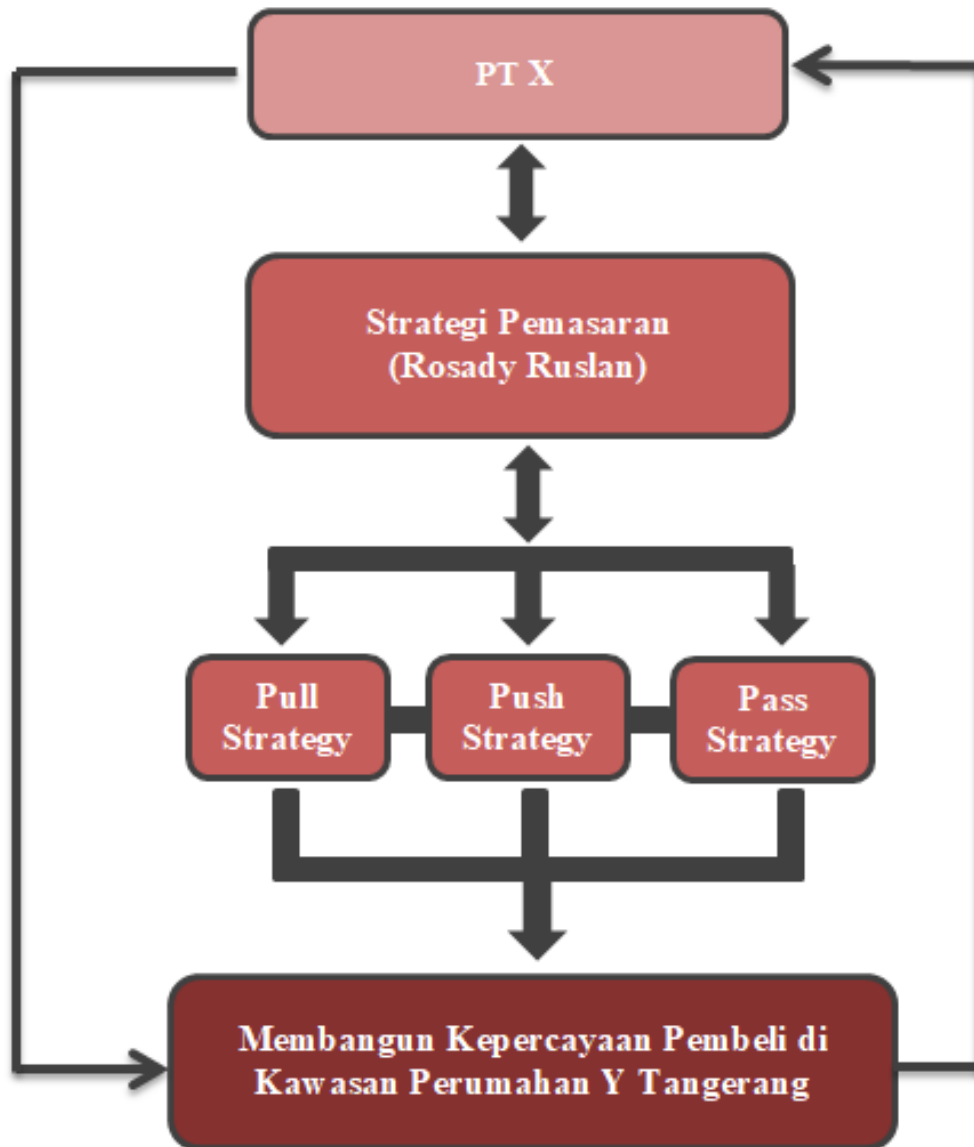 PT X
Strategi Pemasaran
(Rosady Ruslan)
Pull
Strategy
Push
Strategy
Pass
Strategy
Membangun Kepercayaan Pembeli di
Kawasan Perumahan Y Tangerang